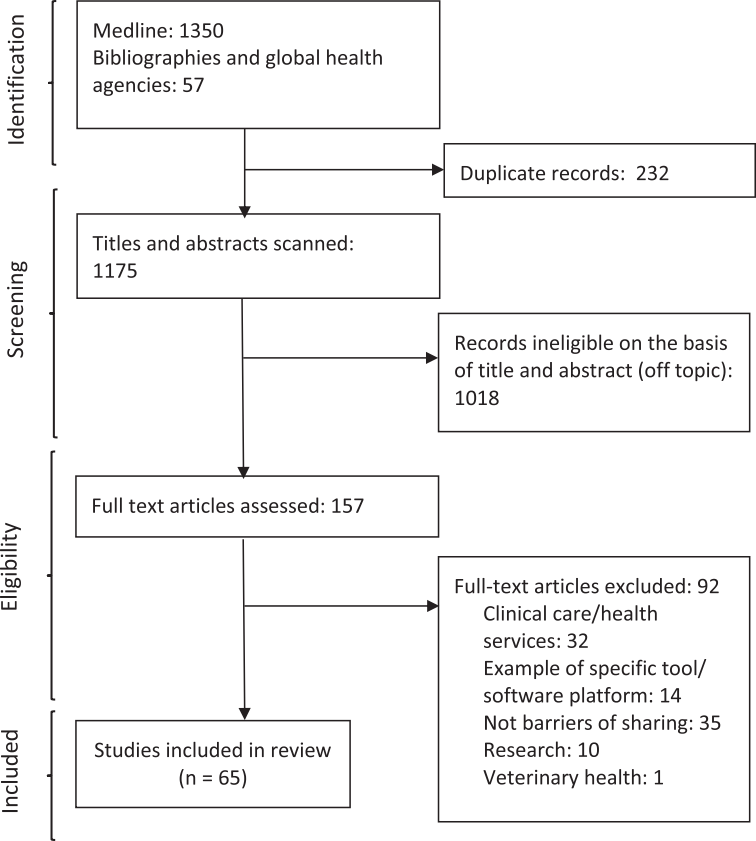 Identification
Medline: 1350
Bibliographies and global health
agencies: 57
Duplicate records: 232
Screening
Titles and abstracts scanned:
1175
Records ineligible on the basis
of title and abstract (off topic):
1018
Eligibility
Full text articles assessed: 157
Full-text articles excluded: 92
Clinical care/health
services: 32
Example of specific tool/
software platform: 14
Not barriers of sharing: 35
Research: 10
Veterinary health: 1
Included
Studies included in review
(n = 65)